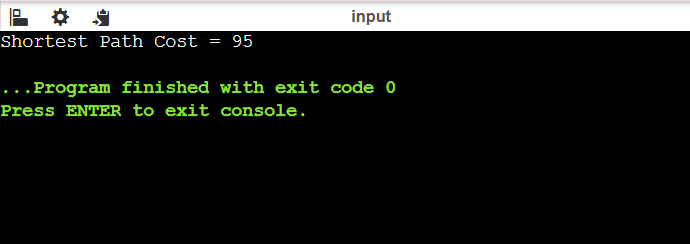 input
Shortest Path Cost = 95
...Program finished with exit code 0
Press ENTER to exit console.